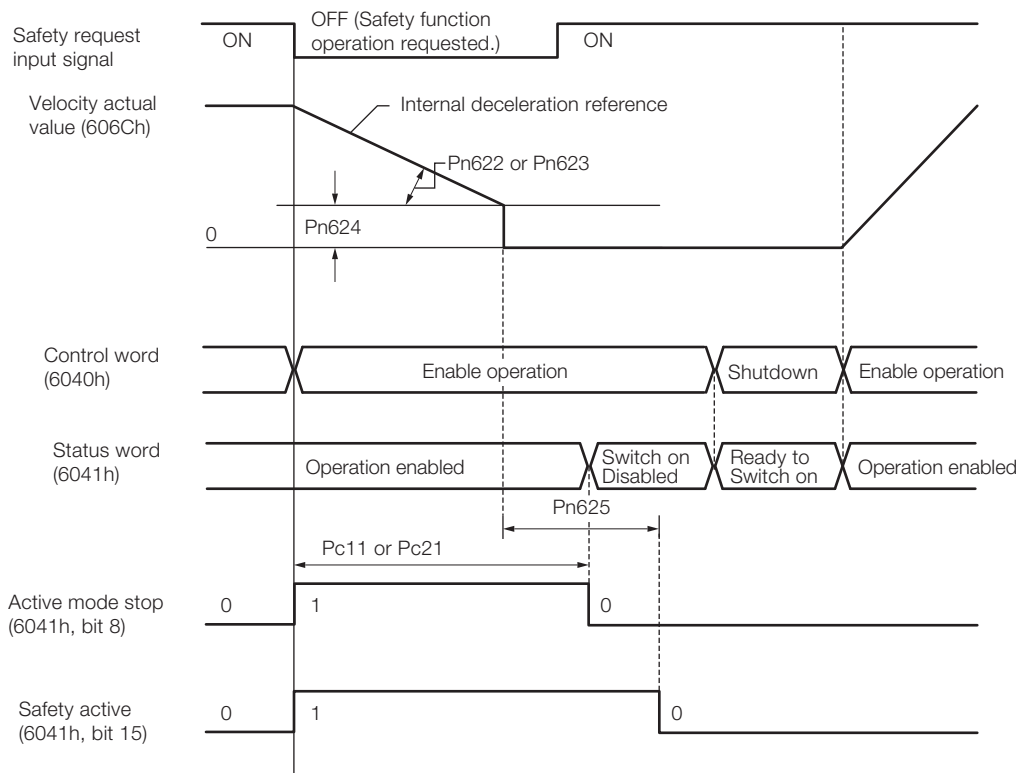 Safety request
input signal
ON
OFF (Safety function
operation requested.)
ON
Velocity actual
value (606Ch)
Internal deceleration reference
Pn622 or Pn623
Pn624
0
Control word
(6040h)
Enable operation
Shutdown
Enable operation
Status word
(6041h)
Operation enabled
Switch on
Disabled
Ready to
Switch on
Operation enabled
Pn625
Pc11 or Pc21
Active mode stop
(6041h, bit 8)
0
1
0
Safety active
(6041h, bit 15)
0
1
0